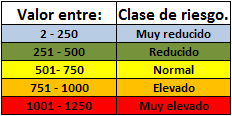 Valor entre: Clase de riesgo.
2 - 250 Muy reducido
251 - 500 Reducido
501- 750 Normal
751 - 1000 Elevado
1001 - 1250 Muy elevado